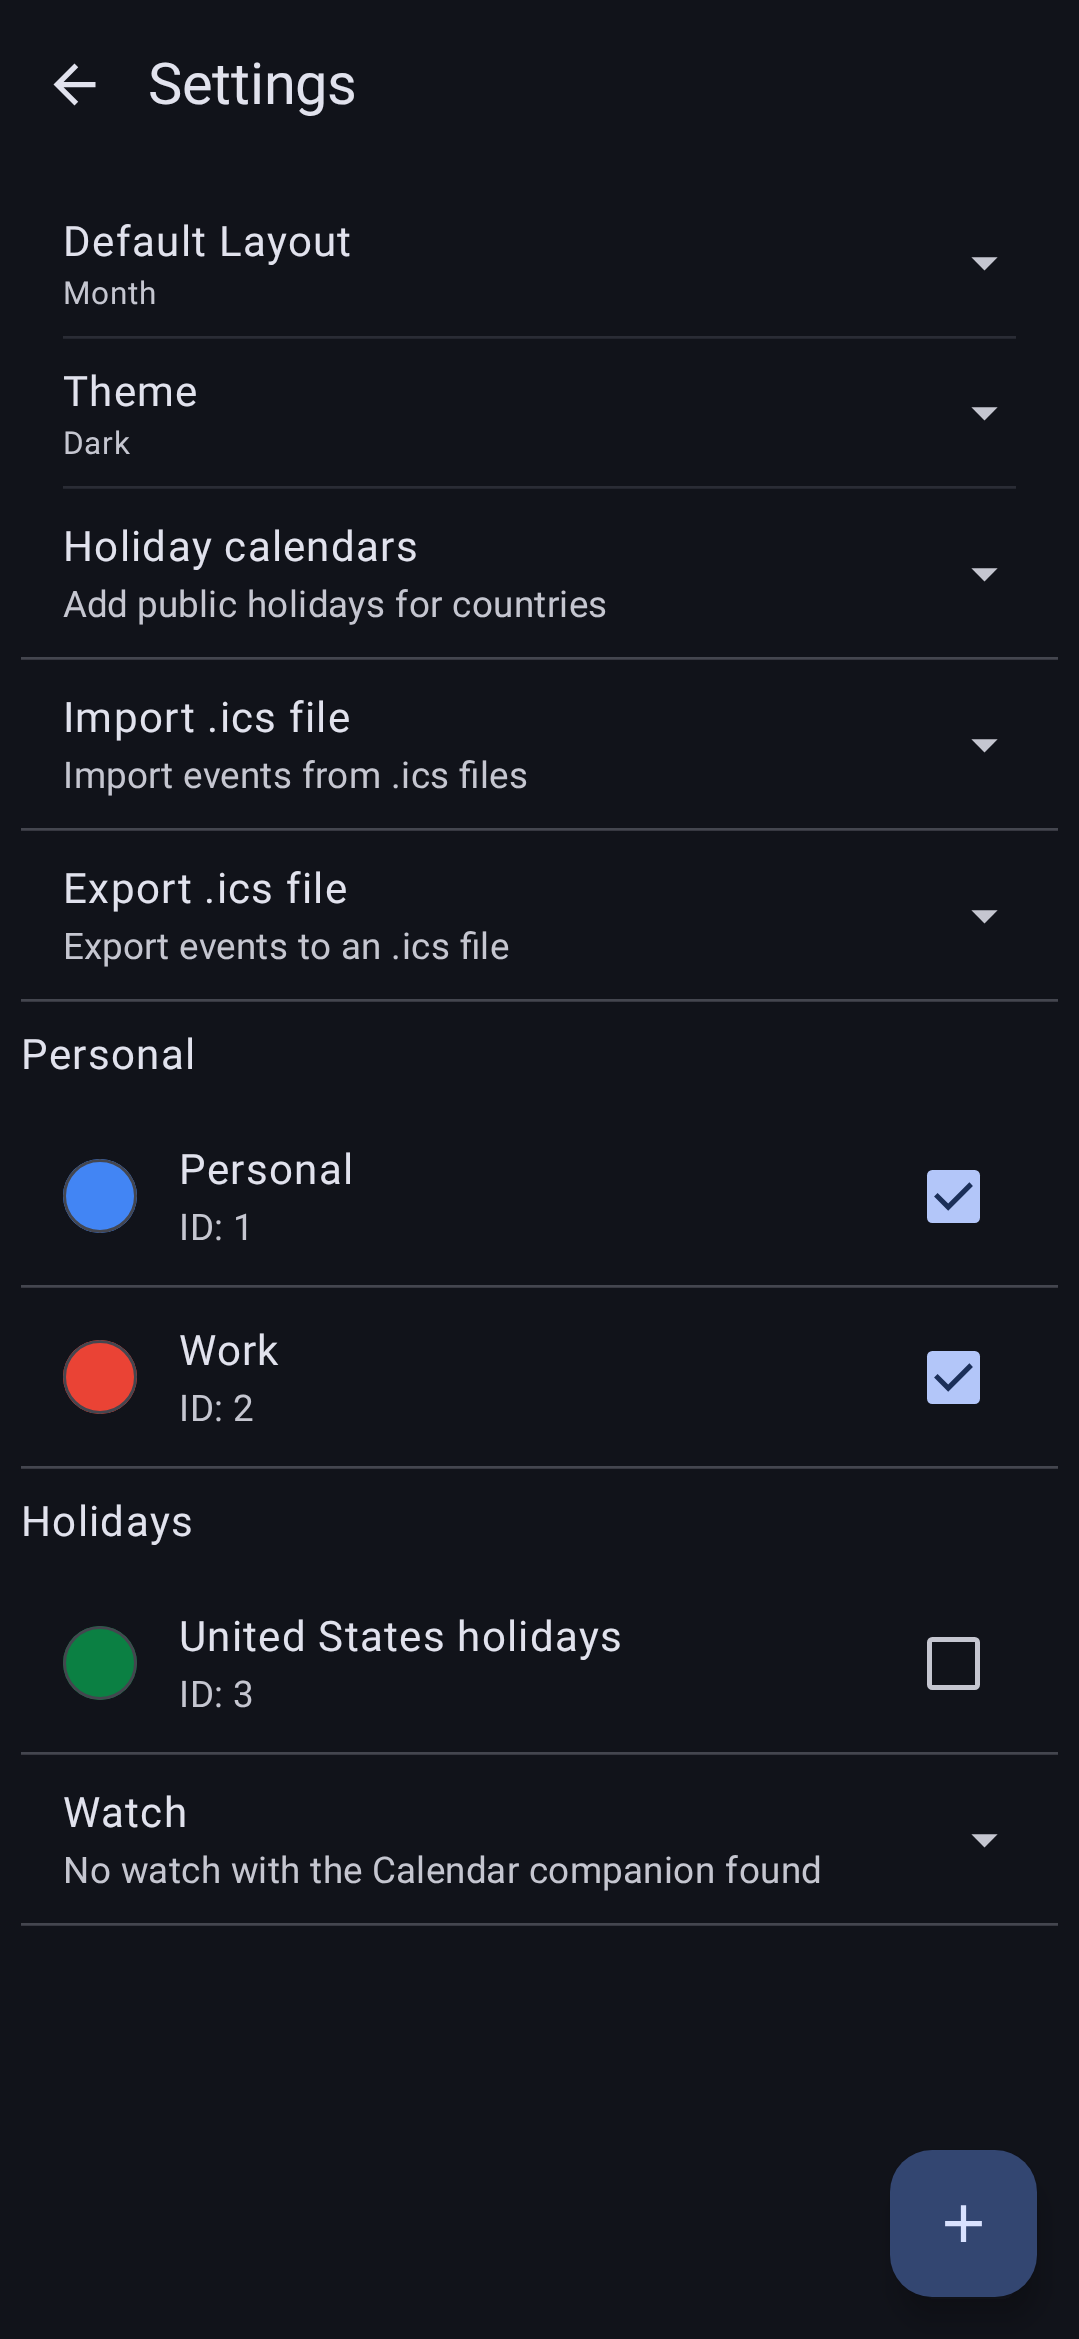 Settings
Default Layout
Month
Theme
Dark
Holiday calendars
Add public holidays for countries
Import .ics file
Import events from .ics files
Export .ics file
Export events to an .ics file
Personal
Personal
ID: 1
Work
ID: 2
Holidays
United States holidays
ID: 3
Watch
No watch with the Calendar companion found